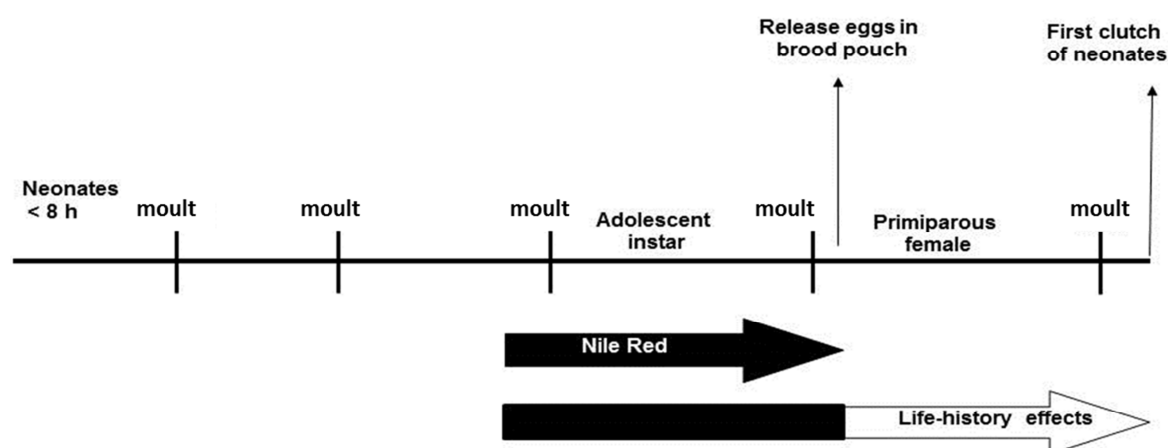 Release eggs in
brood pouch
First clutch
of neonates
Neonates
< 8 h
moult
moult
moult
Adolescent
instar
moult
Primiparous
female
moult
Nile Red
Life-history effects